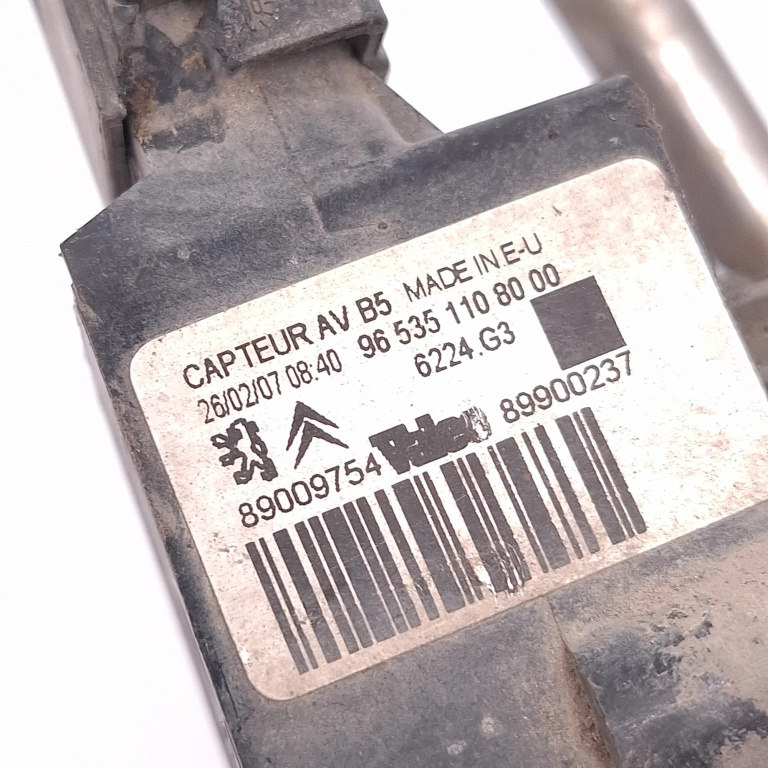 CAPTEUR AV B5 MADE IN E-U
26/02/07 08:40 96 535 110 80 00
6224.G3
Valeo
89009754 89900237